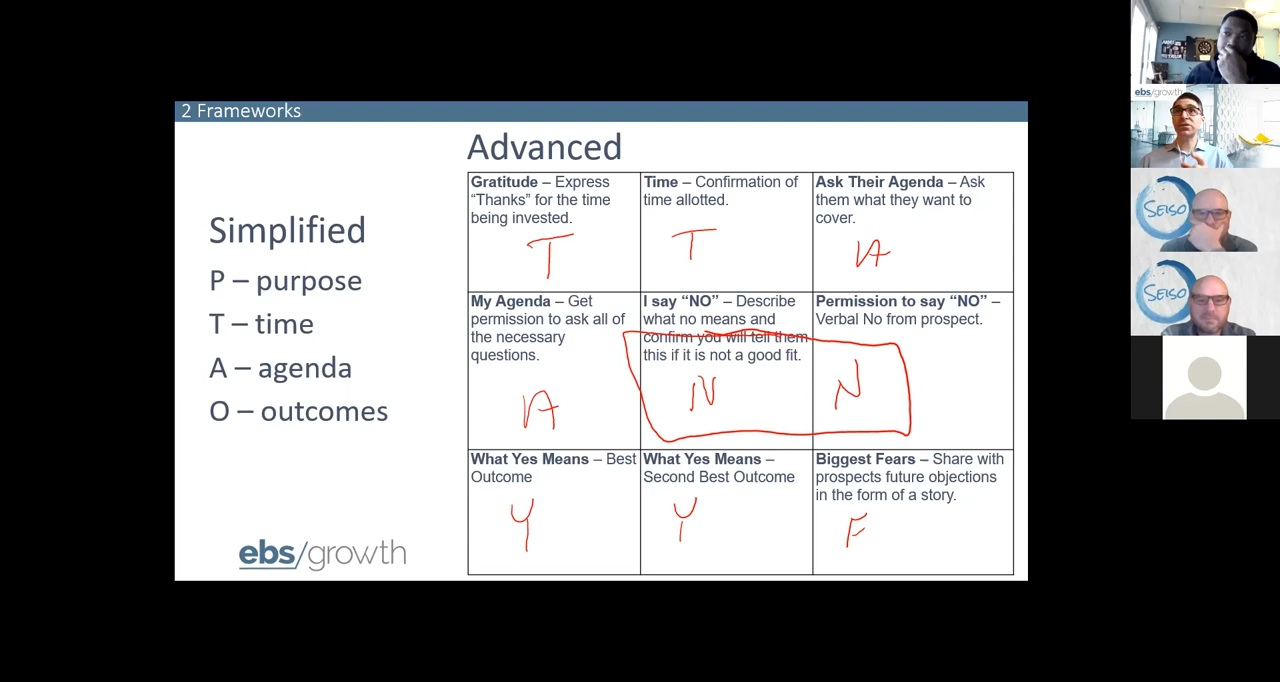 2 Frameworks
Simplified
P – purpose
T – time
A – agenda
O – outcomes
ebs/growth
Advanced
Gratitude – Express
“Thanks” for the time
being invested.
T
Time – Confirmation of
time allotted.
T
Ask Their Agenda – Ask
them what they want to
cover.
A
My Agenda – Get
permission to ask all of
the necessary
questions.
A
I say “NO” – Describe
what no means and
confirm you will tell them
this if it is not a good fit.
N
Permission to say “NO” –
Verbal No from prospect.
N
What Yes Means – Best
Outcome
Y
What Yes Means –
Second Best Outcome
Y
Biggest Fears – Share with
prospects future objections
in the form of a story.
F
ebs/growth
SEISO
SEISO